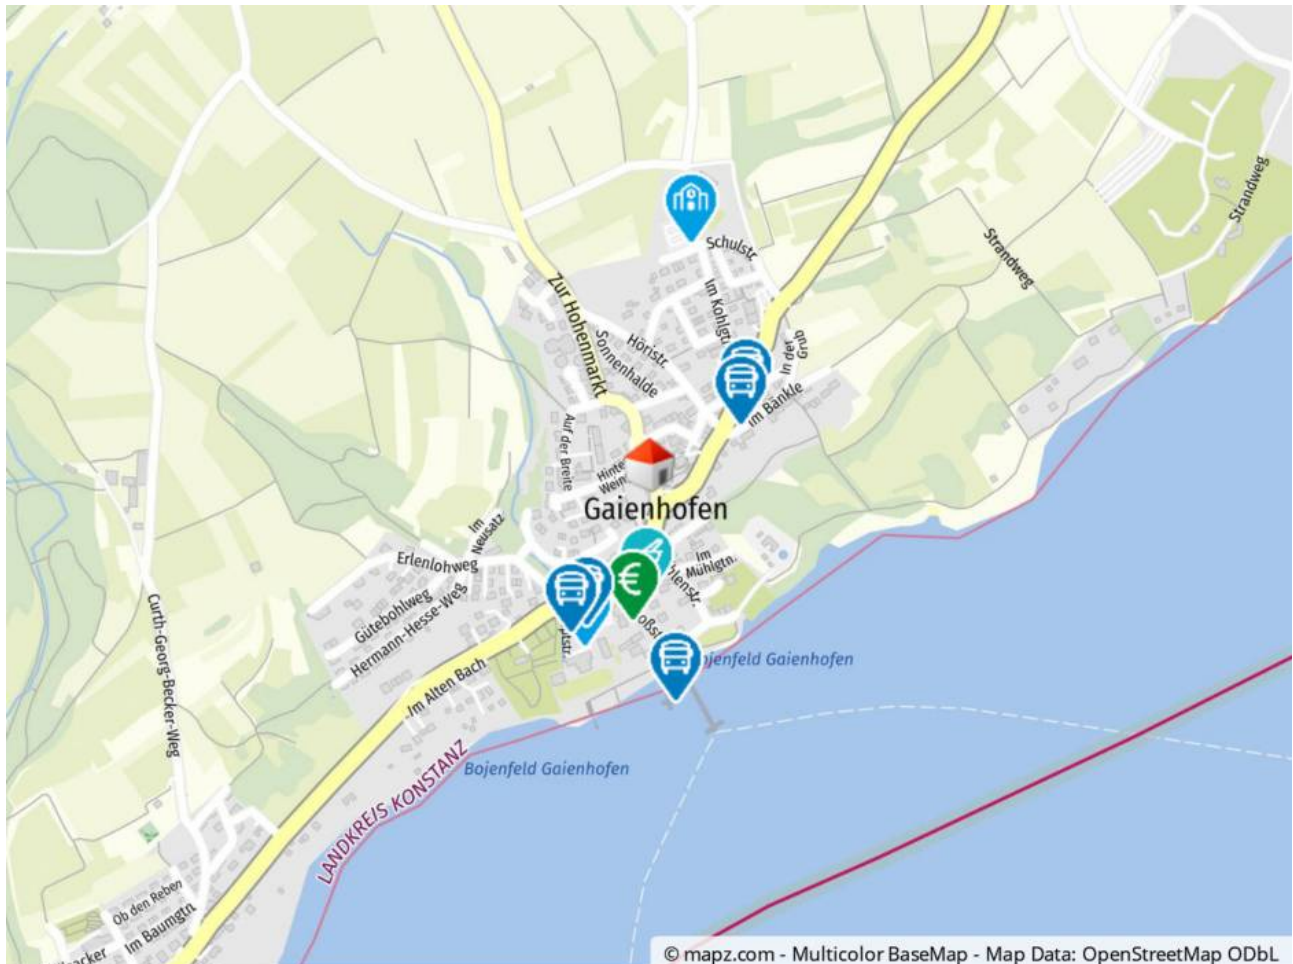 Strandweg
Schulstr.
Strandweg
Im Kohlgtn.
Zur Hohenmarkt
Höristr.
Sonnenhalde
In der
Grub
Im Bänkle
Auf der Breite
Gaienhofen
Im
Neusatz
Erlenlohweg
Im
Mühlgtn.
Gütebohlweg
Hermann-Hesse-Weg
Curth-Georg-Becker-Weg
Im Alten Bach
Gaienhofen
Bojenfeld Gaienhofen
LANDKREIS KONSTANZ
Ob den Reben
Im Baumgtn.
€
© mapz.com - Multicolor BaseMap - Map Data: OpenStreetMap ODbL